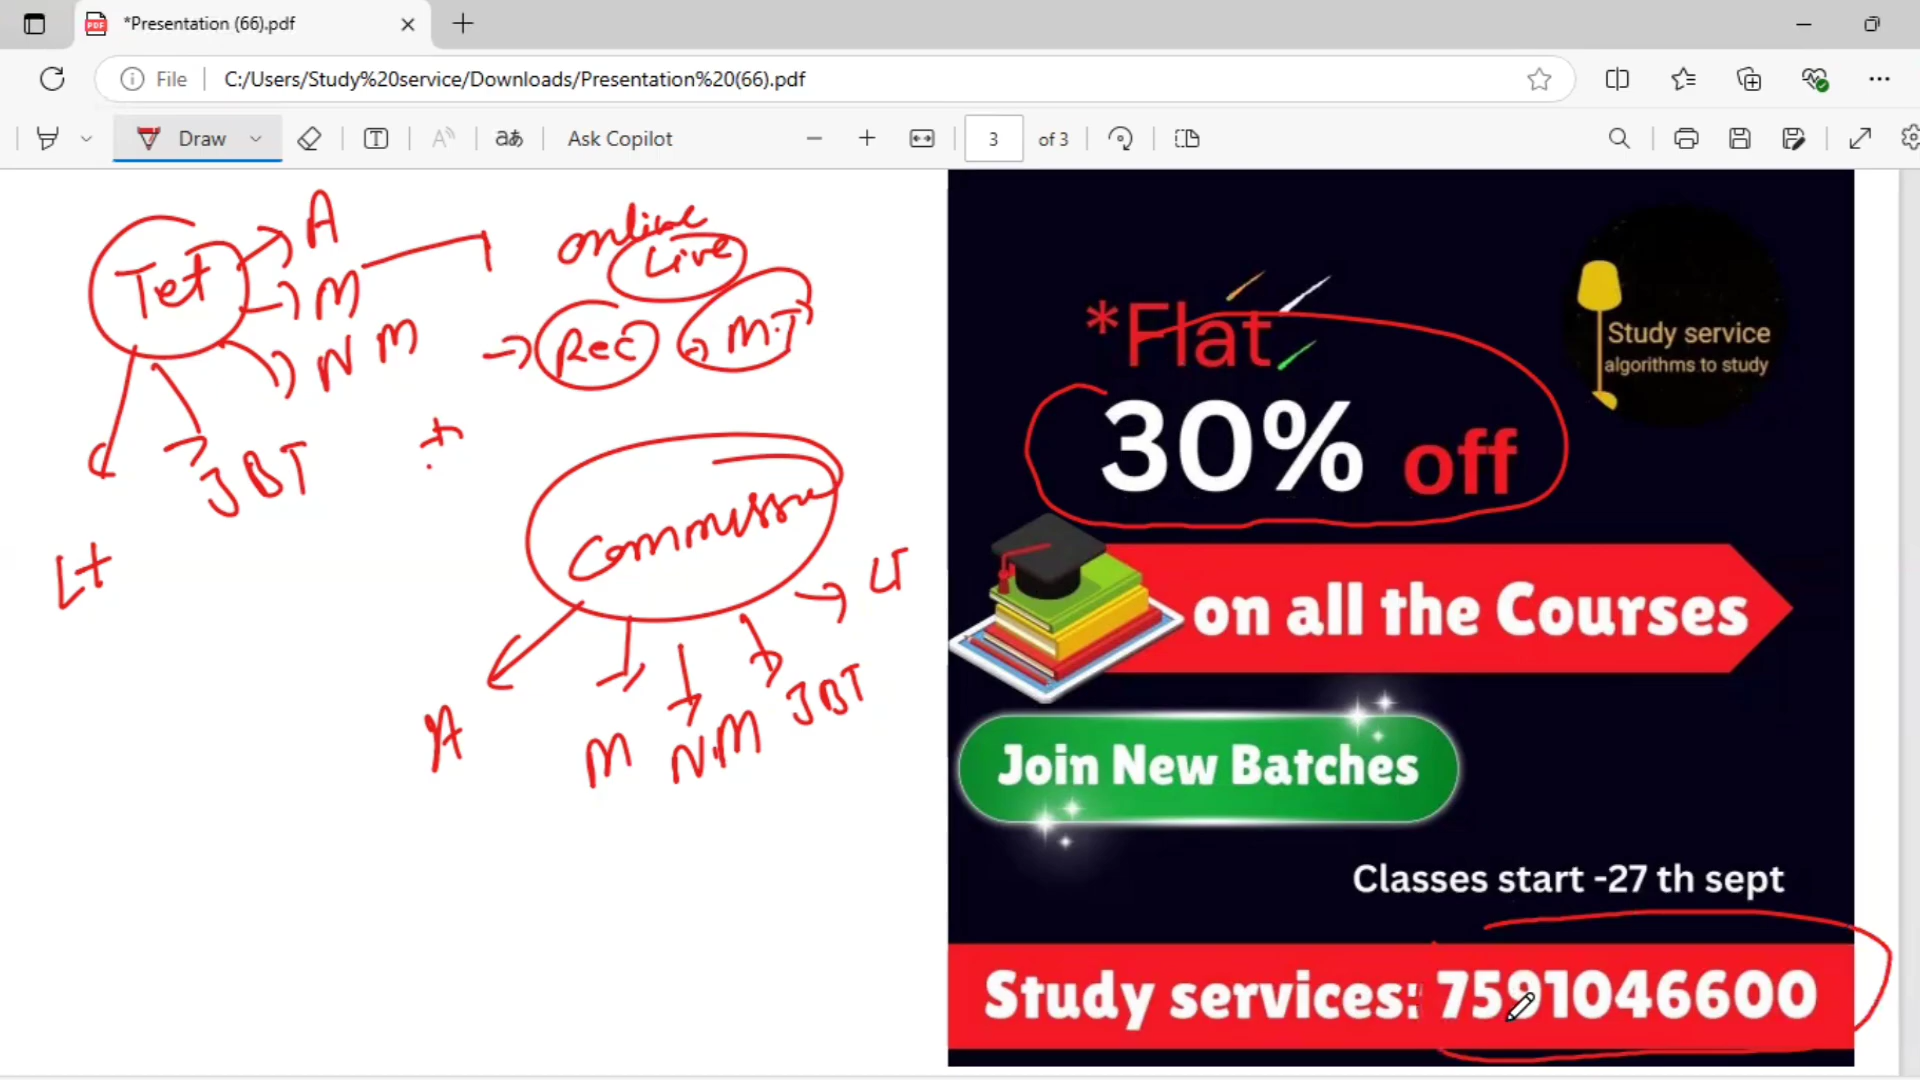 *Presentation (66).pdf
File
C:/Users/Study%20service/Downloads/Presentation%20(66).pdf
Draw
Ask Copilot
3
of 3
Tet
A
M
N M
JBT
Lt
online
Live
Rec
M.T
+
Commission
A
M
N.M
JBT
LT
*Flat
30% off
Study service
algorithms to study
on all the Courses
Join New Batches
Classes start -27 th sept
Study services: 7591046600